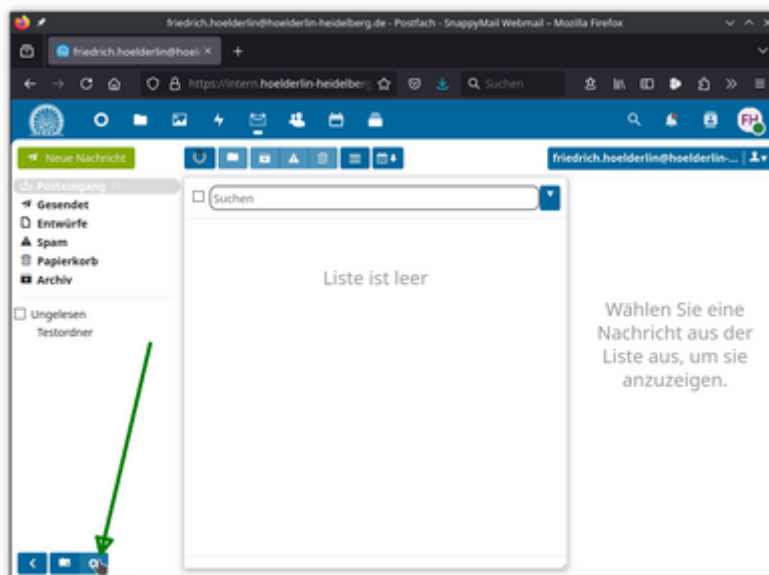 friedrich.hoelderlin@hoelderlin-heidelberg.de - Postfach - SnappyMail Webmail – Mozilla Firefox
friedrich.hoelderlin@hoel
https://intern.hoelderlin-heidelberg
Suchen
FH
Neue Nachricht
friedrich.hoelderlin@hoelderlin-...
Posteingang
Gesendet
Entwürfe
Spam
Papierkorb
Archiv
Ungelesen
Testordner
Suchen
Liste ist leer
Wählen Sie eine
Nachricht aus der
Liste aus, um sie
anzuzeigen.